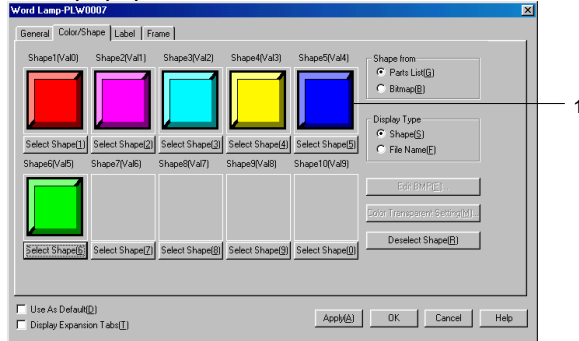 Word Lamp-PLW0007
General Color/Shape Label Frame
Shape1(Val0) Shape2(Val1) Shape3(Val2) Shape4(Val3) Shape5(Val4)
Shape from
Parts List(G)
Bitmap(B)
1
Display Type
Shape(S)
File Name(F)
Select Shape(1) Select Shape(2) Select Shape(3) Select Shape(4) Select Shape(5)
Shape6(Val5) Shape7(Val6) Shape8(Val7) Shape9(Val8) Shape10(Val9)
Edit BMP(E)...
Color Transparent Setting(M)...
Deselect Shape(R)
Select Shape(6) Select Shape(7) Select Shape(8) Select Shape(9) Select Shape(0)
Use As Default(D)
Display Expansion Tabs(T)
Apply(A) OK Cancel Help